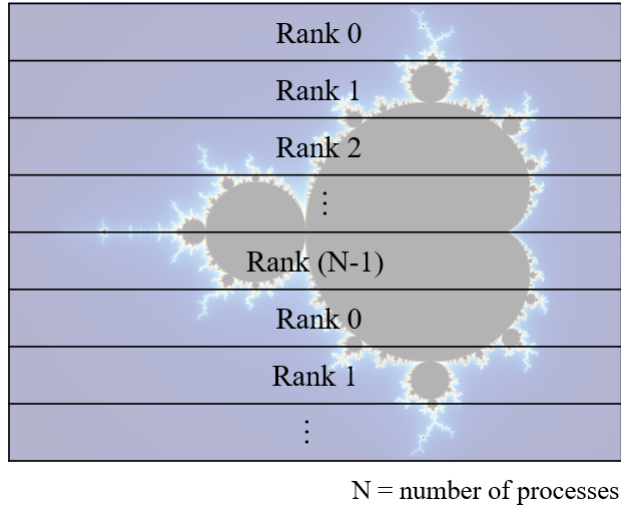 Rank 0
Rank 1
Rank 2
⋮
Rank (N-1)
Rank 0
Rank 1
⋮
N = number of processes